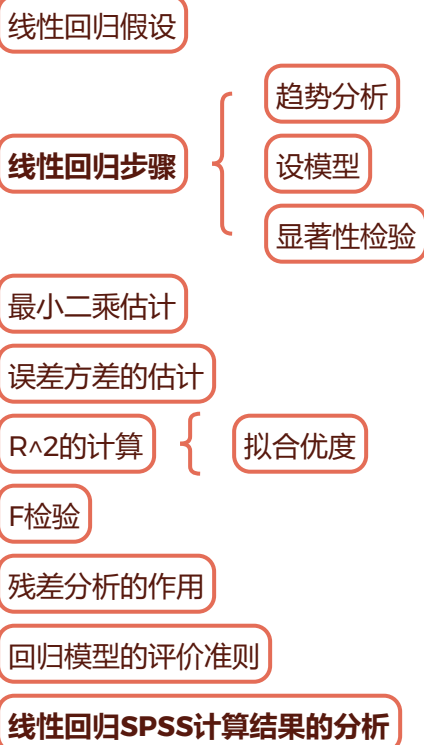 线性回归假设
线性回归步骤
趋势分析
设模型
显著性检验
最小二乘估计
误差方差的估计
R^2的计算
拟合优度
F检验
残差分析的作用
回归模型的评价准则
线性回归SPSS计算结果的分析